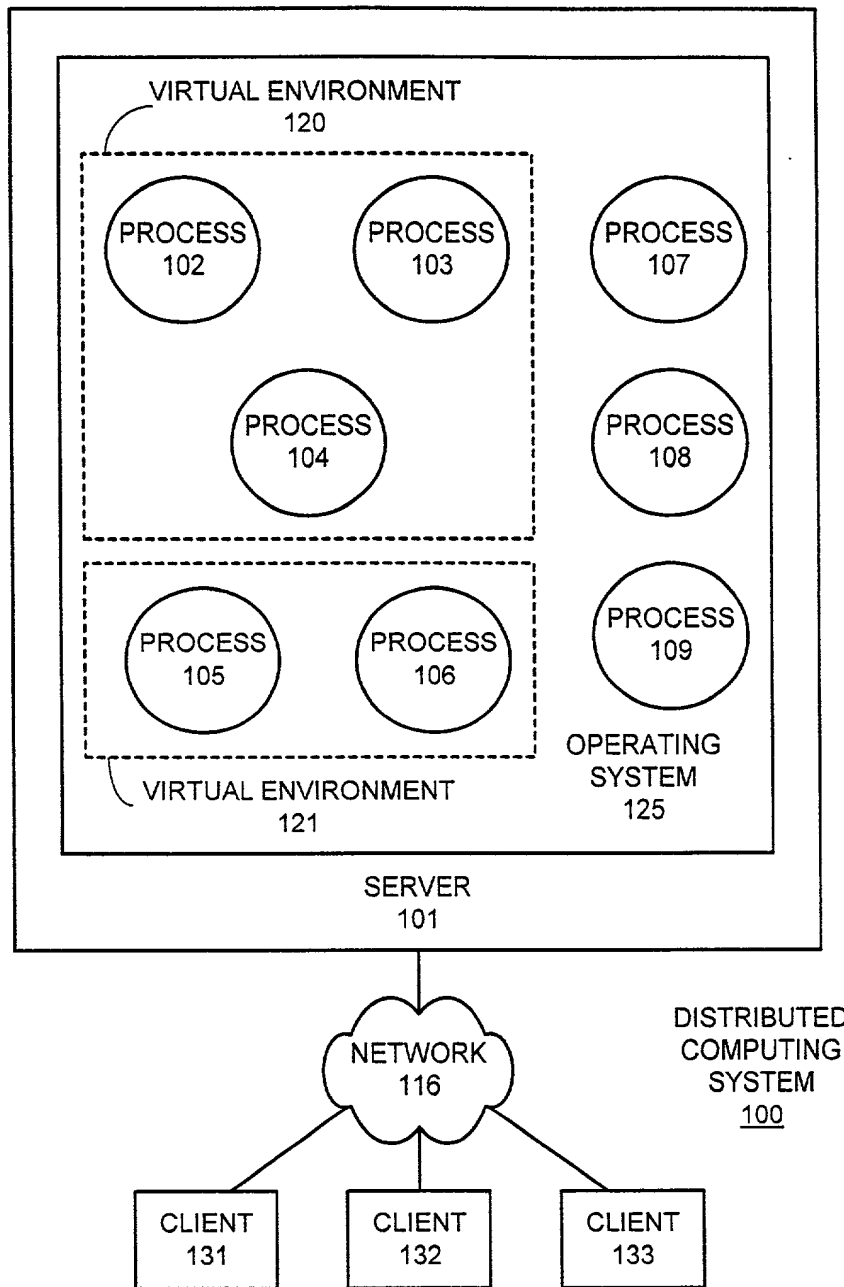 VIRTUAL ENVIRONMENT
120
PROCESS
102
PROCESS
103
PROCESS
107
PROCESS
104
PROCESS
108
PROCESS
105
PROCESS
106
PROCESS
109
VIRTUAL ENVIRONMENT
121
OPERATING
SYSTEM
125
SERVER
101
NETWORK
116
DISTRIBUTED
COMPUTING
SYSTEM
100
CLIENT
131
CLIENT
132
CLIENT
133